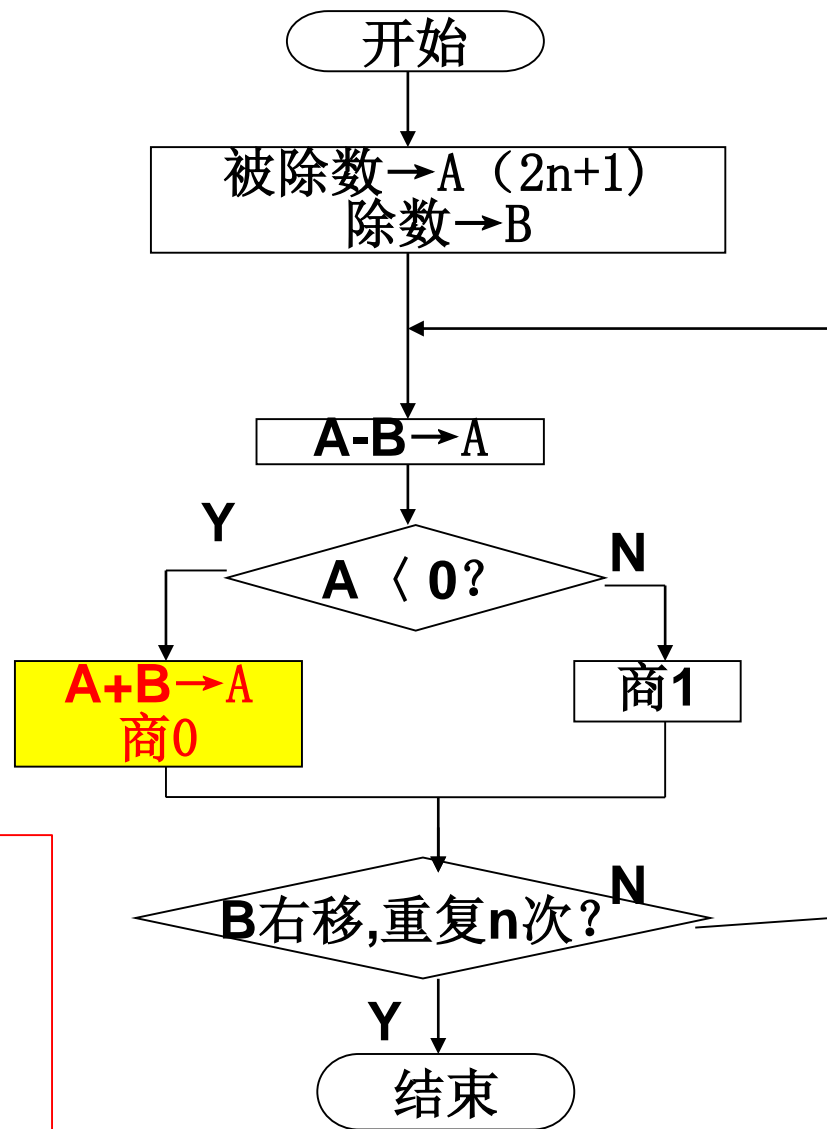 开始
被除数→A（2n+1)
除数→B
A-B→A
Y
N
A〈 0?
A+B→A
商0
商1
B右移,重复n次?
N
Y
结束